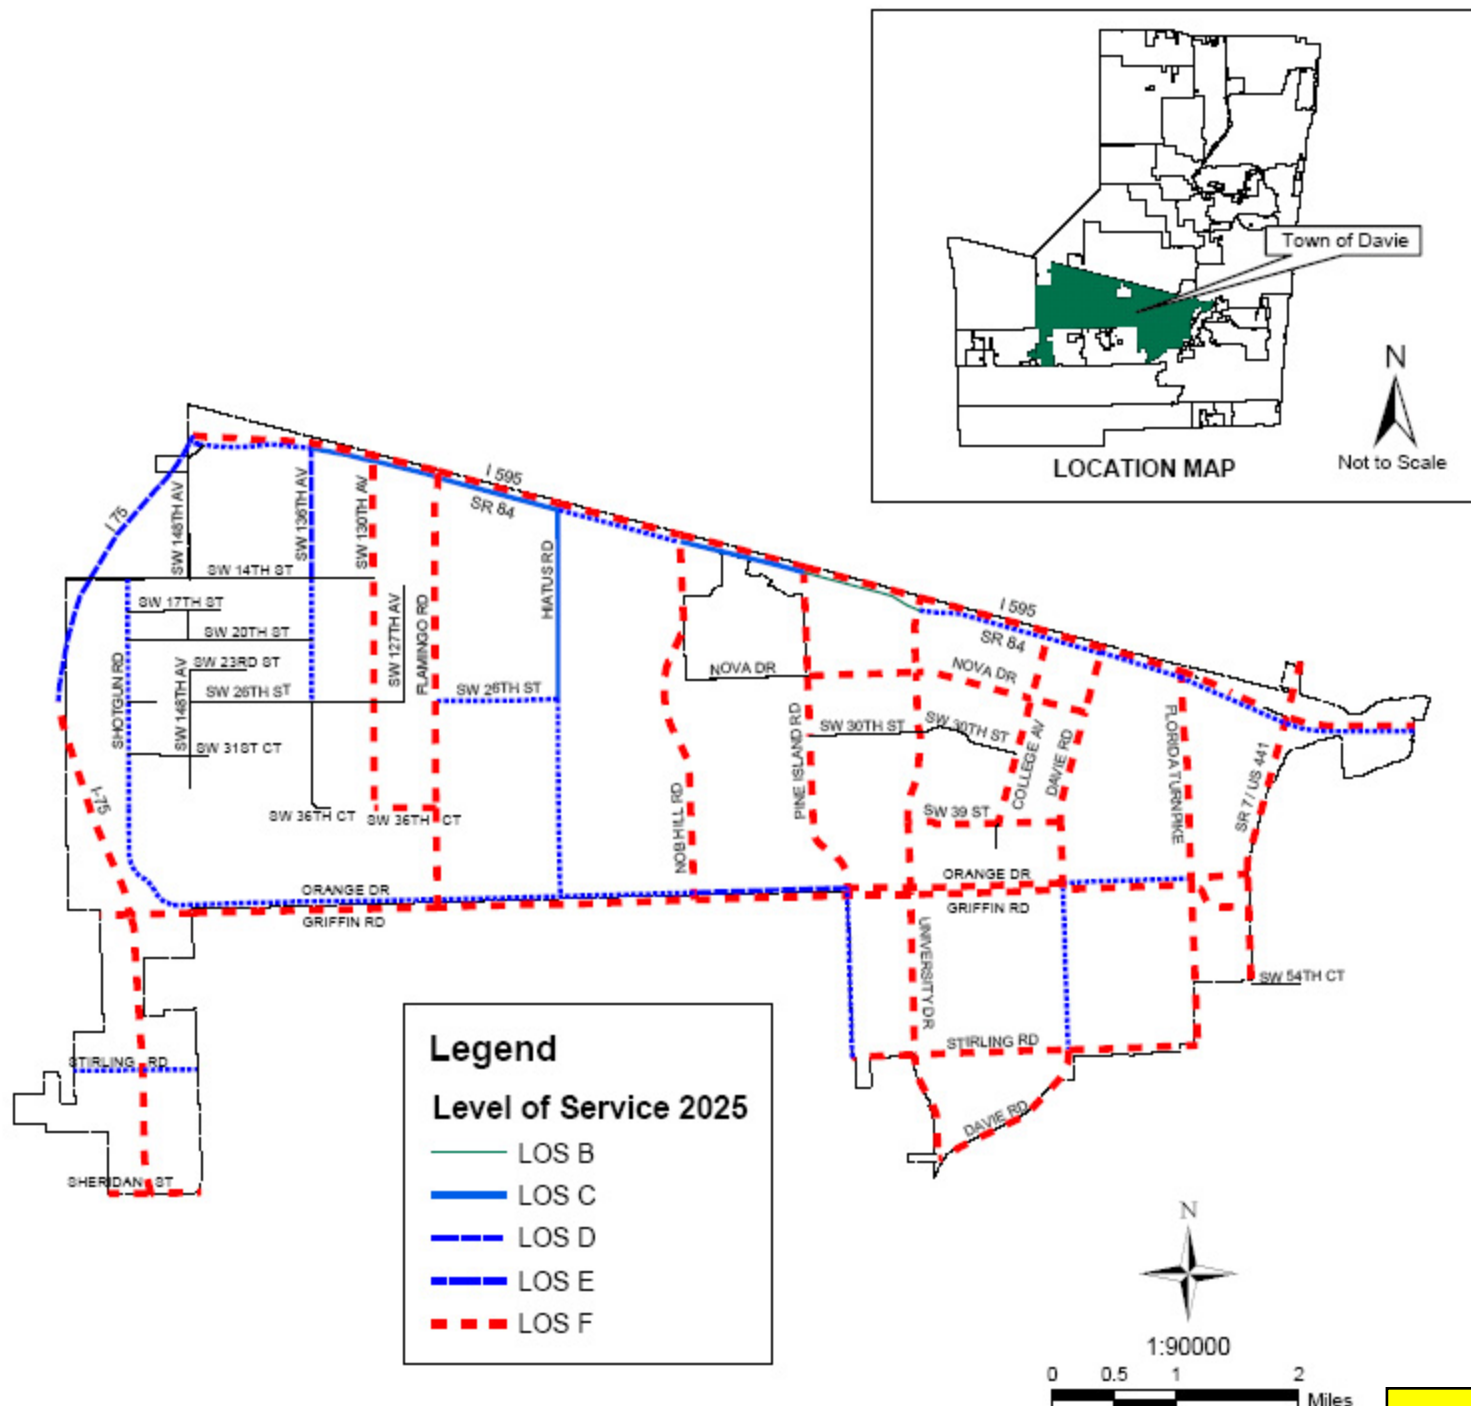 Town of Davie
N
LOCATION MAP
Not to Scale
I 595
SR 84
I 75
SW 148TH AV
SW 136TH AV
SW 130TH AV
SW 14TH ST
SW 17TH ST
SW 20TH ST
SW 23RD ST
SW 26TH ST
SW 127TH AV
FLAMINGO RD
HIATUS RD
SW 26TH ST
SHOTGUN RD
SW 148TH AV
SW 31ST CT
I-75
SW 36TH CT
SW 36TH CT
I 595
SR 84
NOVA DR
NOVA DR
SW 30TH ST
SW 30TH ST
NOB HILL RD
PINE ISLAND RD
COLLEGE AV
DAVIE RD
FLORIDA TURNPIKE
SR 7 / US 441
SW 39 ST
ORANGE DR
GRIFFIN RD
ORANGE DR
GRIFFIN RD
UNIVERSITY DR
SW 54TH CT
STIRLING RD
STIRLING RD
DAVIE RD
SHERIDAN ST
Legend
Level of Service 2025
LOS B
LOS C
LOS D
LOS E
LOS F
N
1:90000
0 0.5 1 2
Miles